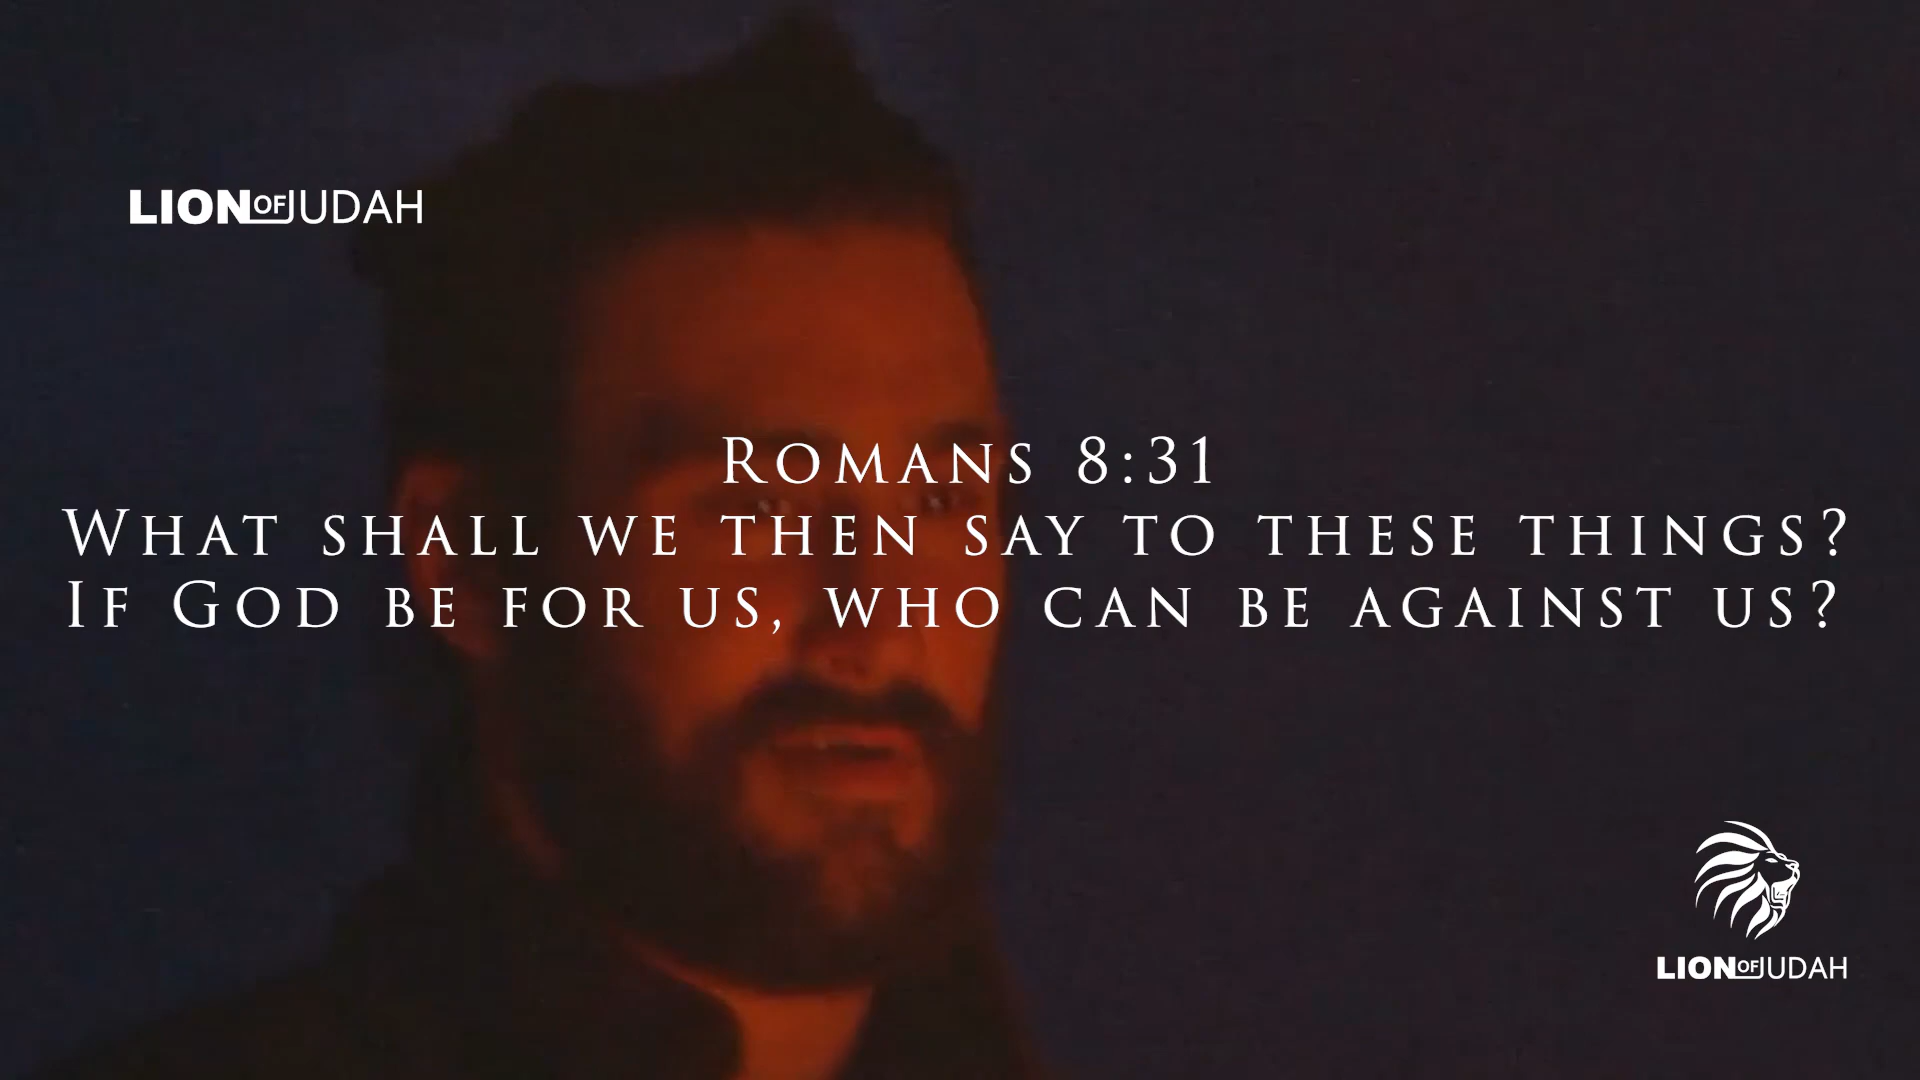 LION OF JUDAH
Romans 8:31
What shall we then say to these things?
If God be for us, who can be against us?
LION OF JUDAH